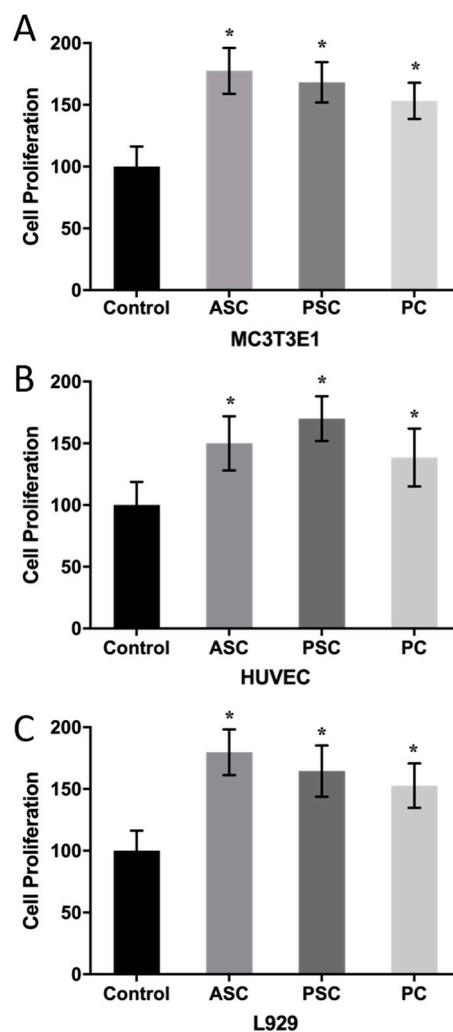 A
Cell Proliferation
200
150
100
50
0
* * *
Control ASC PSC PC
MC3T3E1
B
Cell Proliferation
200
150
100
50
0
* * *
Control ASC PSC PC
HUVEC
C
Cell Proliferation
200
150
100
50
0
* * *
Control ASC PSC PC
L929